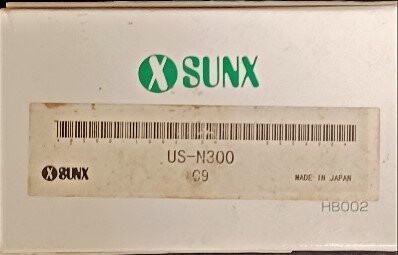 SUNX
US-N300
C9
SUNX
MADE IN JAPAN
HB002